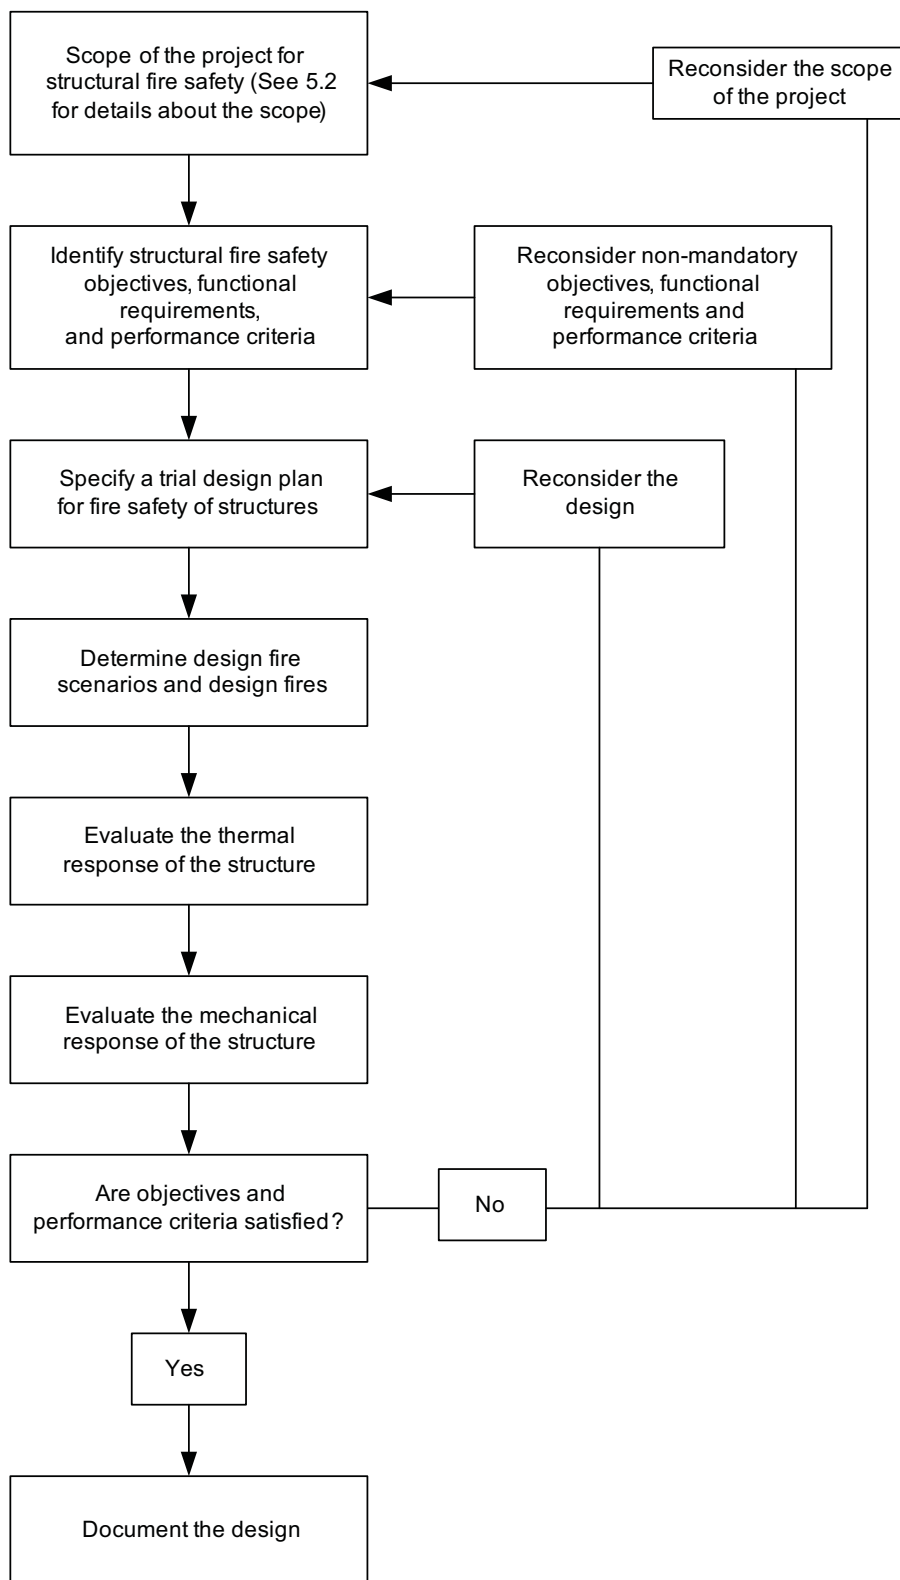 Scope of the project for
structural fire safety (See 5.2
for details about the scope)
Reconsider the scope
of the project
Identify structural fire safety
objectives, functional
requirements,
and performance criteria
Reconsider non-mandatory
objectives, functional
requirements and
performance criteria
Specify a trial design plan
for fire safety of structures
Reconsider the
design
Determine design fire
scenarios and design fires
Evaluate the thermal
response of the structure
Evaluate the mechanical
response of the structure
Are objectives and
performance criteria satisfied?
No
Yes
Document the design